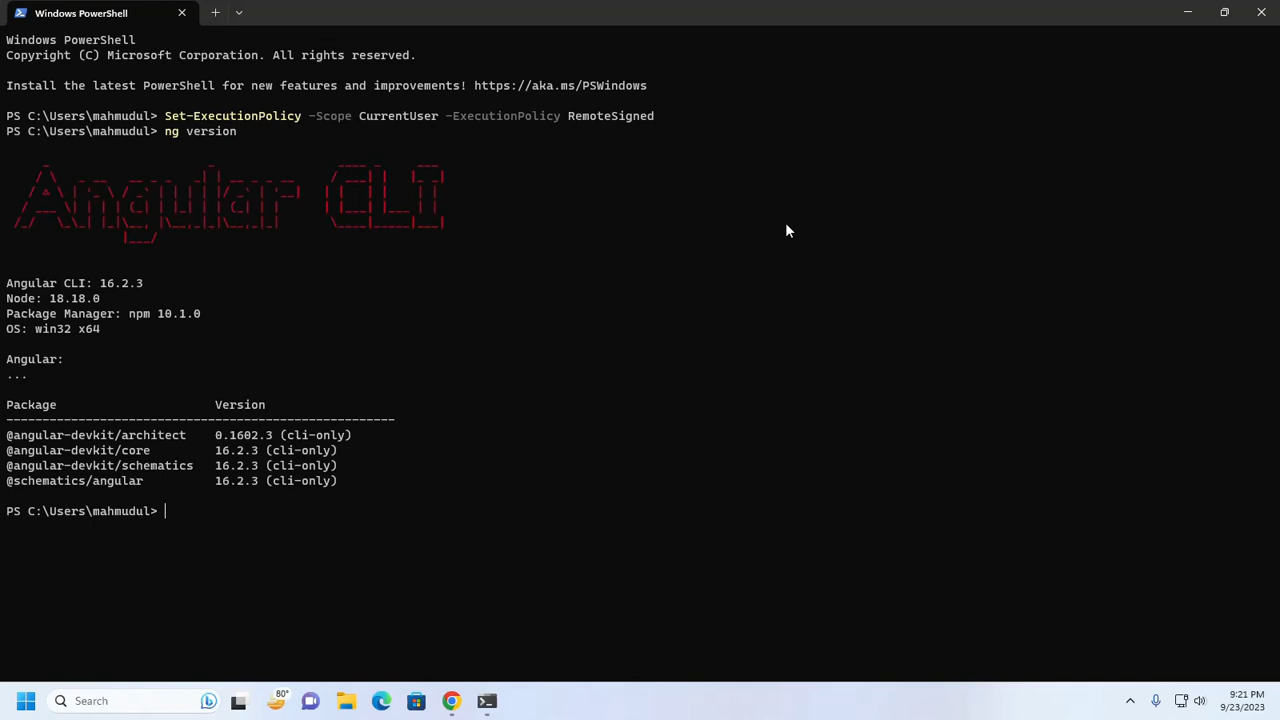 Windows PowerShell
Windows PowerShell
Copyright (C) Microsoft Corporation. All rights reserved.
Install the latest PowerShell for new features and improvements! https://aka.ms/PSWindows
PS C:\Users\mahmudul> Set-ExecutionPolicy -Scope CurrentUser -ExecutionPolicy RemoteSigned
PS C:\Users\mahmudul> ng version
Angular CLI
Angular CLI: 16.2.3
Node: 18.18.0
Package Manager: npm 10.1.0
OS: win32 x64
Angular:
...
Package Version
------------------------------------------------------
@angular-devkit/architect 0.1602.3 (cli-only)
@angular-devkit/core 16.2.3 (cli-only)
@angular-devkit/schematics 16.2.3 (cli-only)
@schematics/angular 16.2.3 (cli-only)
PS C:\Users\mahmudul>
Search
80°
9:21 PM
9/23/2023